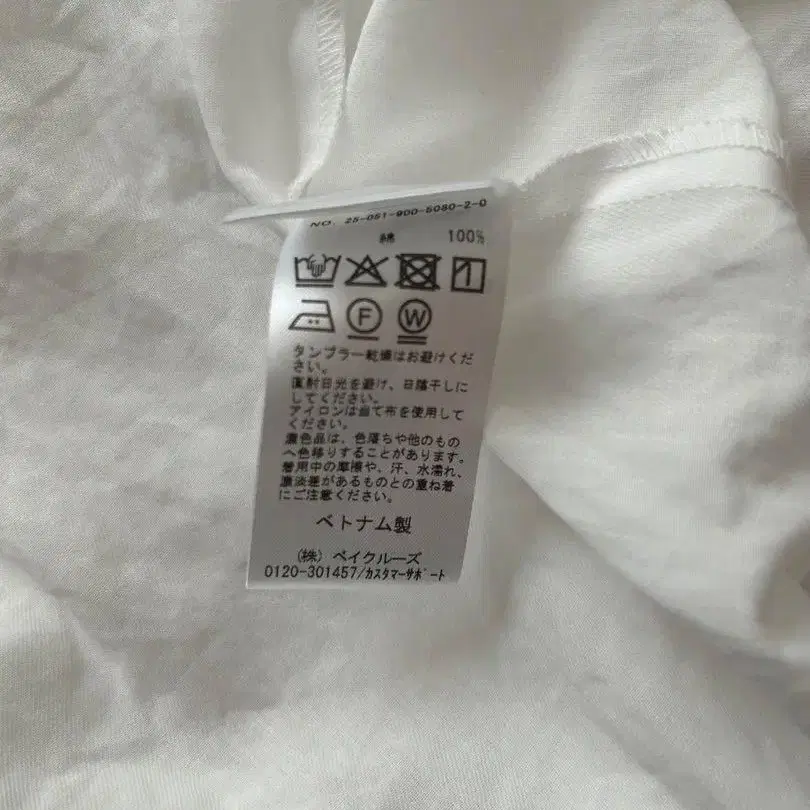 NO. 25-051-900-5080-2-0
綿 100%
F W
タンブラー乾燥はお避けくだ
さい。
直射日光を避け、日陰干しに
してください。
アイロンは当て布を使用して
ください。
濃色品は、色落ちや他のもの
へ色移りすることがあります。
着用中の摩擦や、汗、水濡れ、
濃淡差があるものとの重ね着
にご注意ください。
ベトナム製
(株) ベイクルーズ
0120-301457/カスタマーサポート